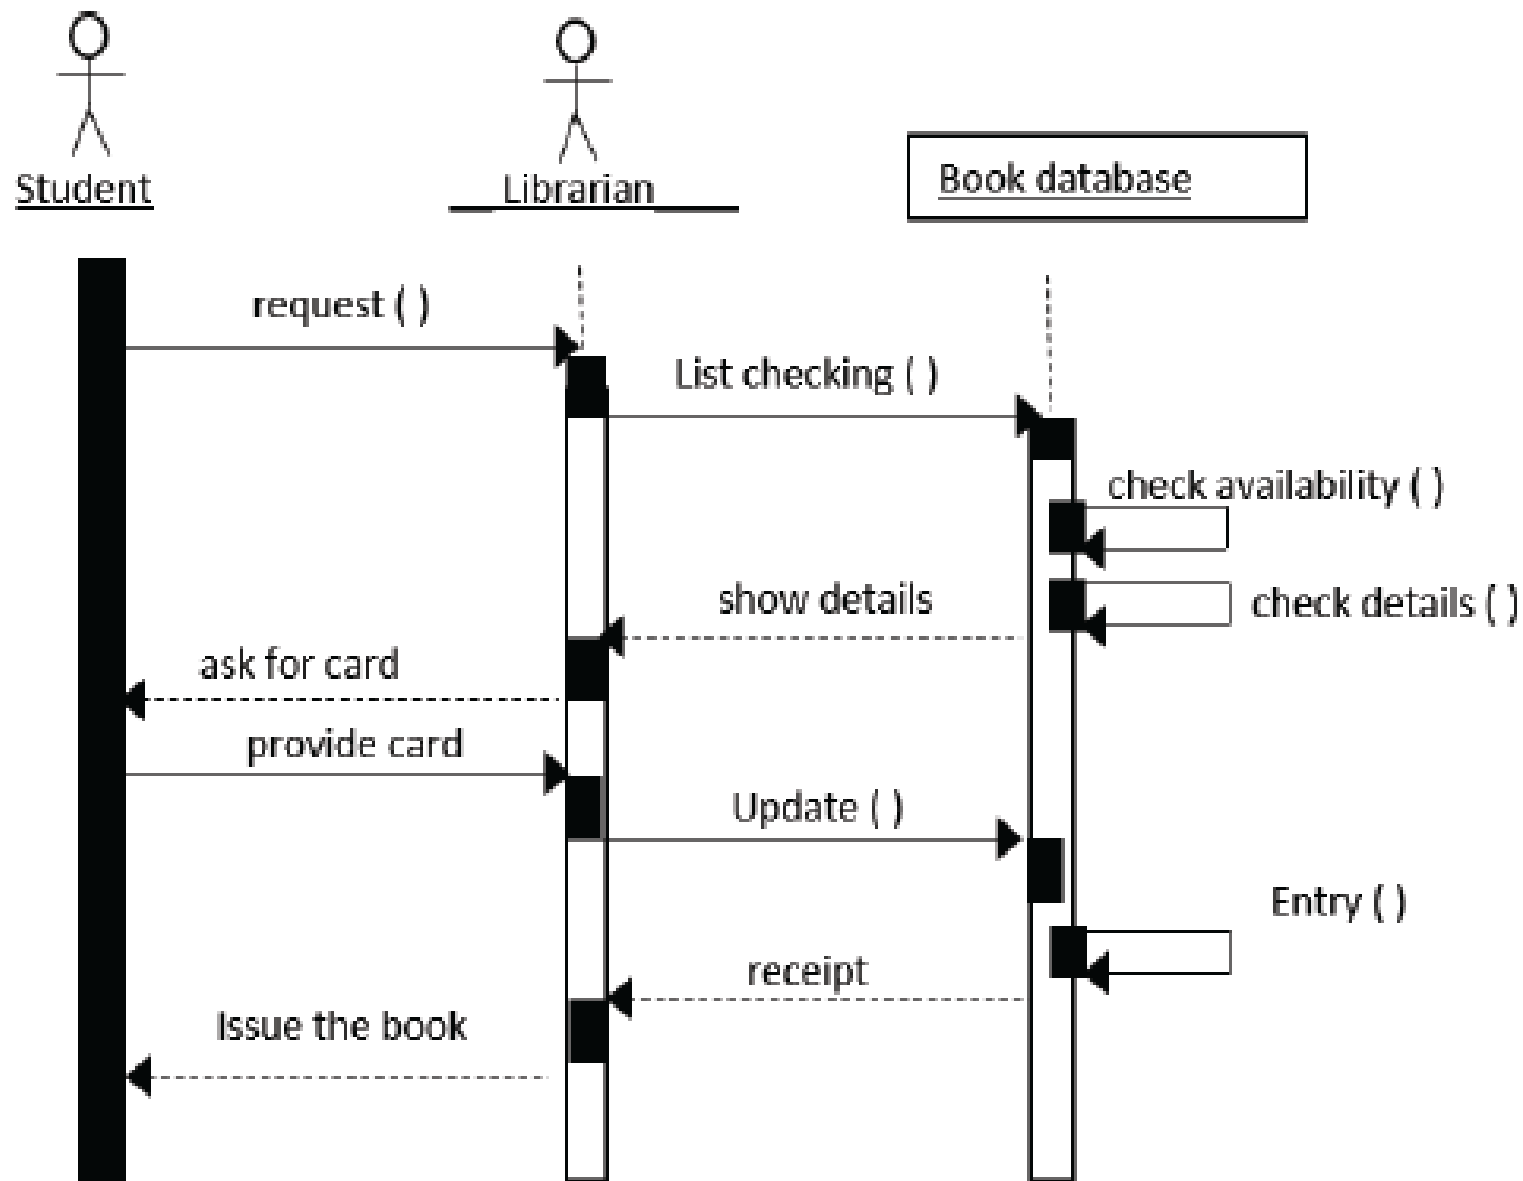 Student
Librarian
Book database
request ( )
List checking ( )
check availability ( )
show details
check details ( )
ask for card
provide card
Update ( )
Entry ( )
receipt
Issue the book